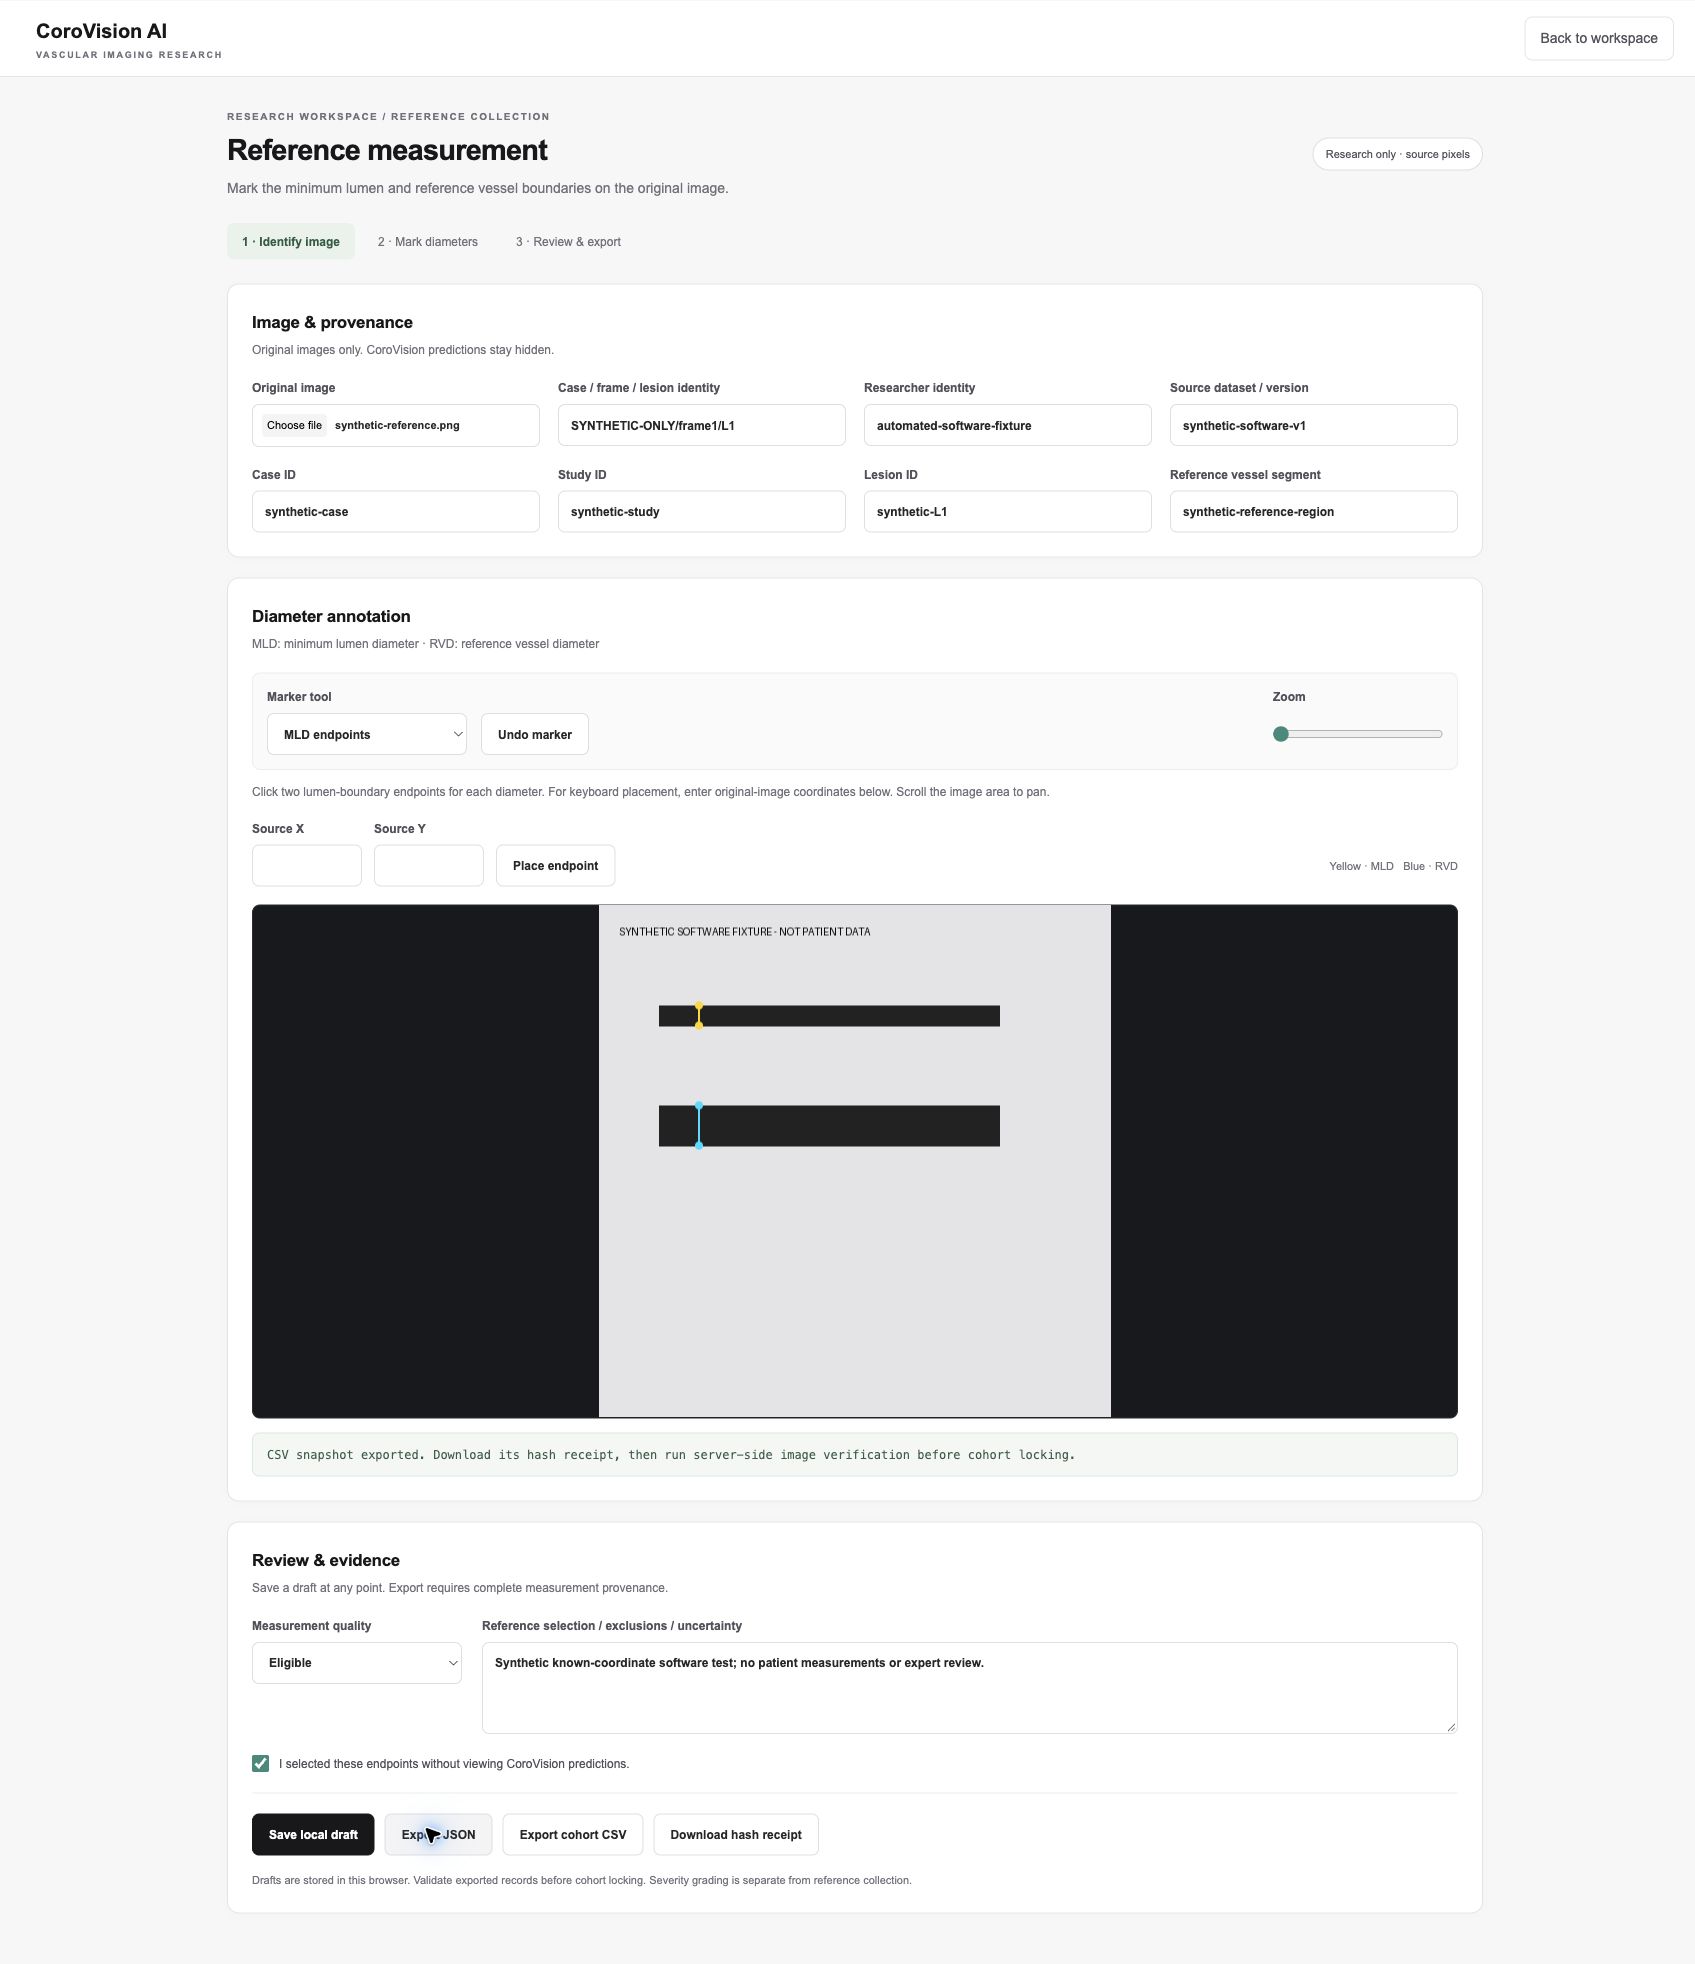 CoroVision AI
VASCULAR IMAGING RESEARCH
Back to workspace
RESEARCH WORKSPACE / REFERENCE COLLECTION
Reference measurement
Research only · source pixels
Mark the minimum lumen and reference vessel boundaries on the original image.
1 · Identify image
2 · Mark diameters
3 · Review & export
Image & provenance
Original images only. CoroVision predictions stay hidden.
Original image
Case / frame / lesion identity
Researcher identity
Source dataset / version
Choose file synthetic-reference.png
SYNTHETIC-ONLY/frame1/L1
automated-software-fixture
synthetic-software-v1
Case ID
Study ID
Lesion ID
Reference vessel segment
synthetic-case
synthetic-study
synthetic-L1
synthetic-reference-region
Diameter annotation
MLD: minimum lumen diameter · RVD: reference vessel diameter
Marker tool
Zoom
MLD endpoints
Undo marker
Click two lumen-boundary endpoints for each diameter. For keyboard placement, enter original-image coordinates below. Scroll the image area to pan.
Source X
Source Y
Place endpoint
Yellow · MLD Blue · RVD
SYNTHETIC SOFTWARE FIXTURE - NOT PATIENT DATA
CSV snapshot exported. Download its hash receipt, then run server-side image verification before cohort locking.
Review & evidence
Save a draft at any point. Export requires complete measurement provenance.
Measurement quality
Reference selection / exclusions / uncertainty
Eligible
Synthetic known-coordinate software test; no patient measurements or expert review.
I selected these endpoints without viewing CoroVision predictions.
Save local draft
Export JSON
Export cohort CSV
Download hash receipt
Drafts are stored in this browser. Validate exported records before cohort locking. Severity grading is separate from reference collection.